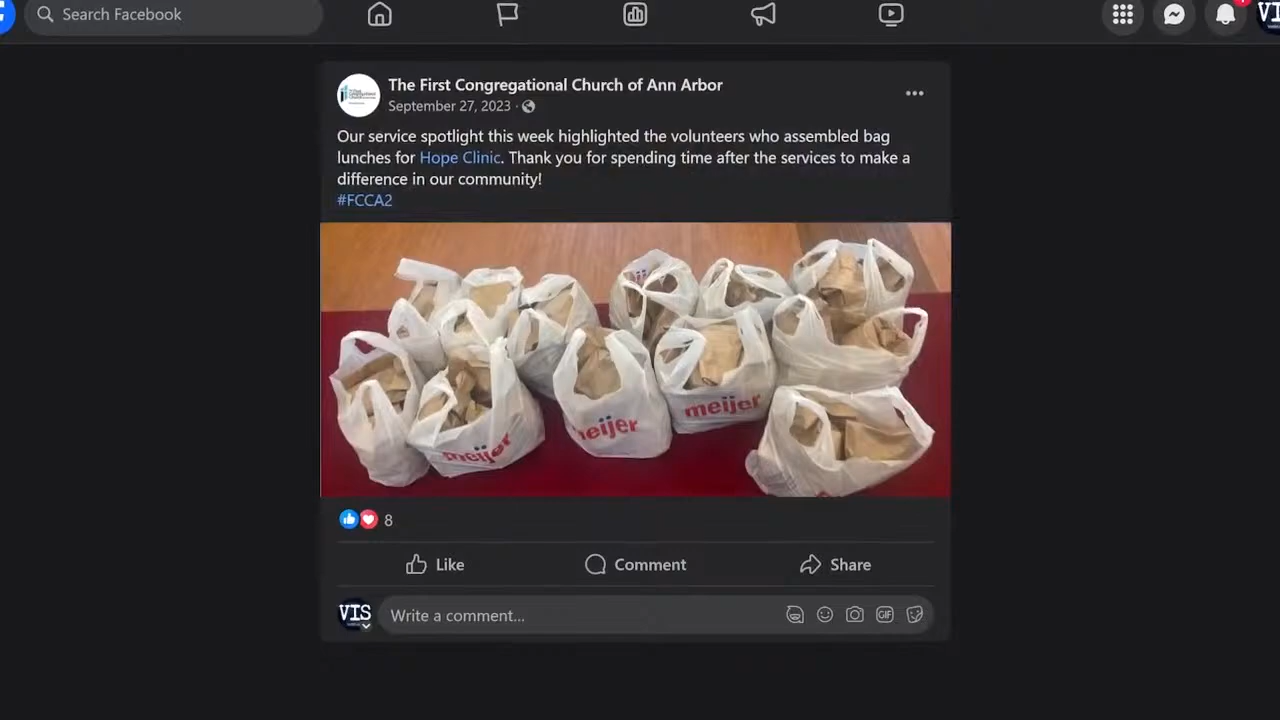 Search Facebook
VI
The First Congregational Church of Ann Arbor
September 27, 2023 ·
Our service spotlight this week highlighted the volunteers who assembled bag
lunches for Hope Clinic. Thank you for spending time after the services to make a
difference in our community!
#FCCA2
meijer
meijer
meijer
8
Like
Comment
Share
VIS
Write a comment...
GIF